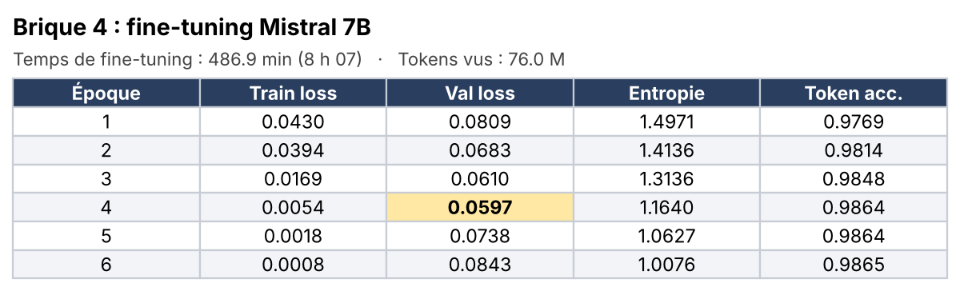 Brique 4 : fine-tuning Mistral 7B
Temps de fine-tuning : 486.9 min (8 h 07) · Tokens vus : 76.0 M
Époque Train loss Val loss Entropie Token acc.
1 0.0430 0.0809 1.4971 0.9769
2 0.0394 0.0683 1.4136 0.9814
3 0.0169 0.0610 1.3136 0.9848
4 0.0054 0.0597 1.1640 0.9864
5 0.0018 0.0738 1.0627 0.9864
6 0.0008 0.0843 1.0076 0.9865